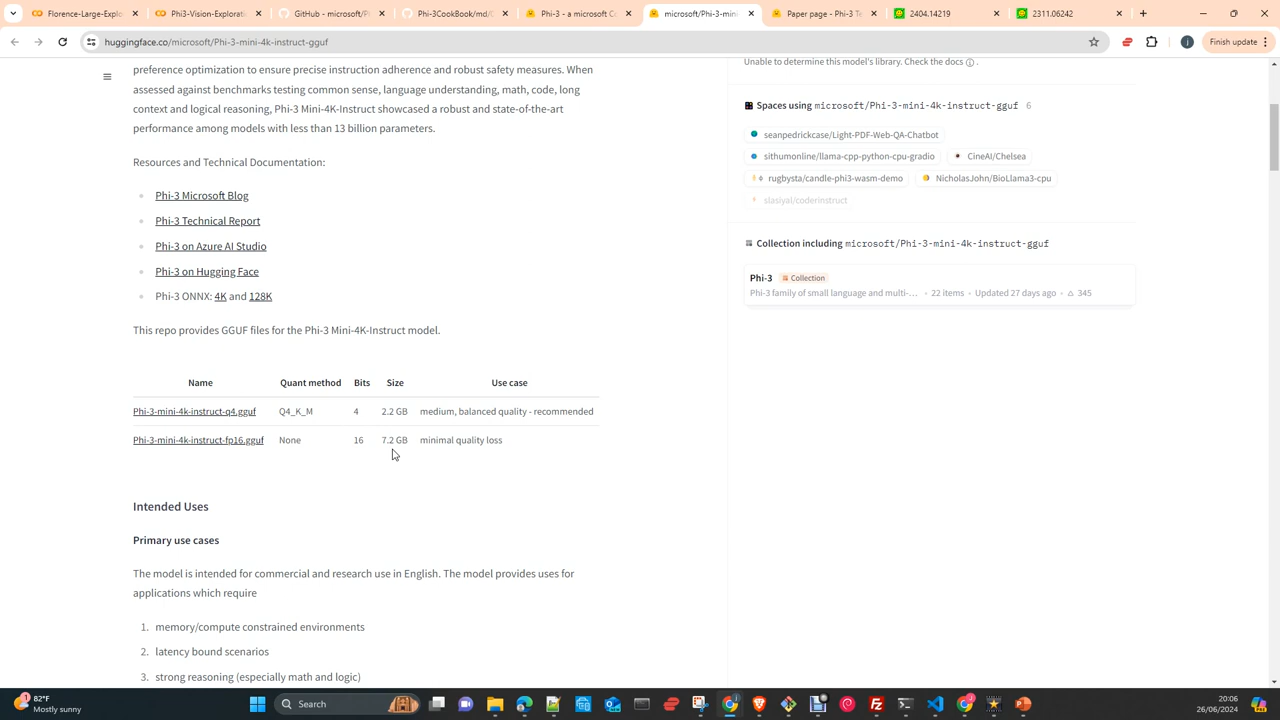 Florence-Large-Explo
Phi3-Vision-Explorati
GitHub - microsoft/P
Phi3CookBook/md/C
Phi-3 - a microsoft C
microsoft/Phi-3-mini
Paper page - Phi-3 Te
2404.14219
2311.06242
huggingface.co/microsoft/Phi-3-mini-4k-instruct-gguf
Finish update
preference optimization to ensure precise instruction adherence and robust safety measures. When
assessed against benchmarks testing common sense, language understanding, math, code, long
context and logical reasoning, Phi-3 Mini-4K-Instruct showcased a robust and state-of-the-art
performance among models with less than 13 billion parameters.
Resources and Technical Documentation:
Phi-3 Microsoft Blog
Phi-3 Technical Report
Phi-3 on Azure AI Studio
Phi-3 on Hugging Face
Phi-3 ONNX: 4K and 128K
This repo provides GGUF files for the Phi-3 Mini-4K-Instruct model.
Name Quant method Bits Size Use case
Phi-3-mini-4k-instruct-q4.gguf Q4_K_M 4 2.2 GB medium, balanced quality - recommended
Phi-3-mini-4k-instruct-fp16.gguf None 16 7.2 GB minimal quality loss
Intended Uses
Primary use cases
The model is intended for commercial and research use in English. The model provides uses for
applications which require
1. memory/compute constrained environments
2. latency bound scenarios
3. strong reasoning (especially math and logic)
Unable to determine this model's library. Check the docs .
Spaces using microsoft/Phi-3-mini-4k-instruct-gguf 6
seanpedrickcase/Light-PDF-Web-QA-Chatbot
sithumonline/llama-cpp-python-cpu-gradio CineAI/Chelsea
rugbysta/candle-phi3-wasm-demo NicholasJohn/BioLlama3-cpu
slasiyal/coderinstruct
Collection including microsoft/Phi-3-mini-4k-instruct-gguf
Phi-3 Collection
Phi-3 family of small language and multi-... · 22 items · Updated 27 days ago · 345
82°F
Mostly sunny
Search
20:06
26/06/2024